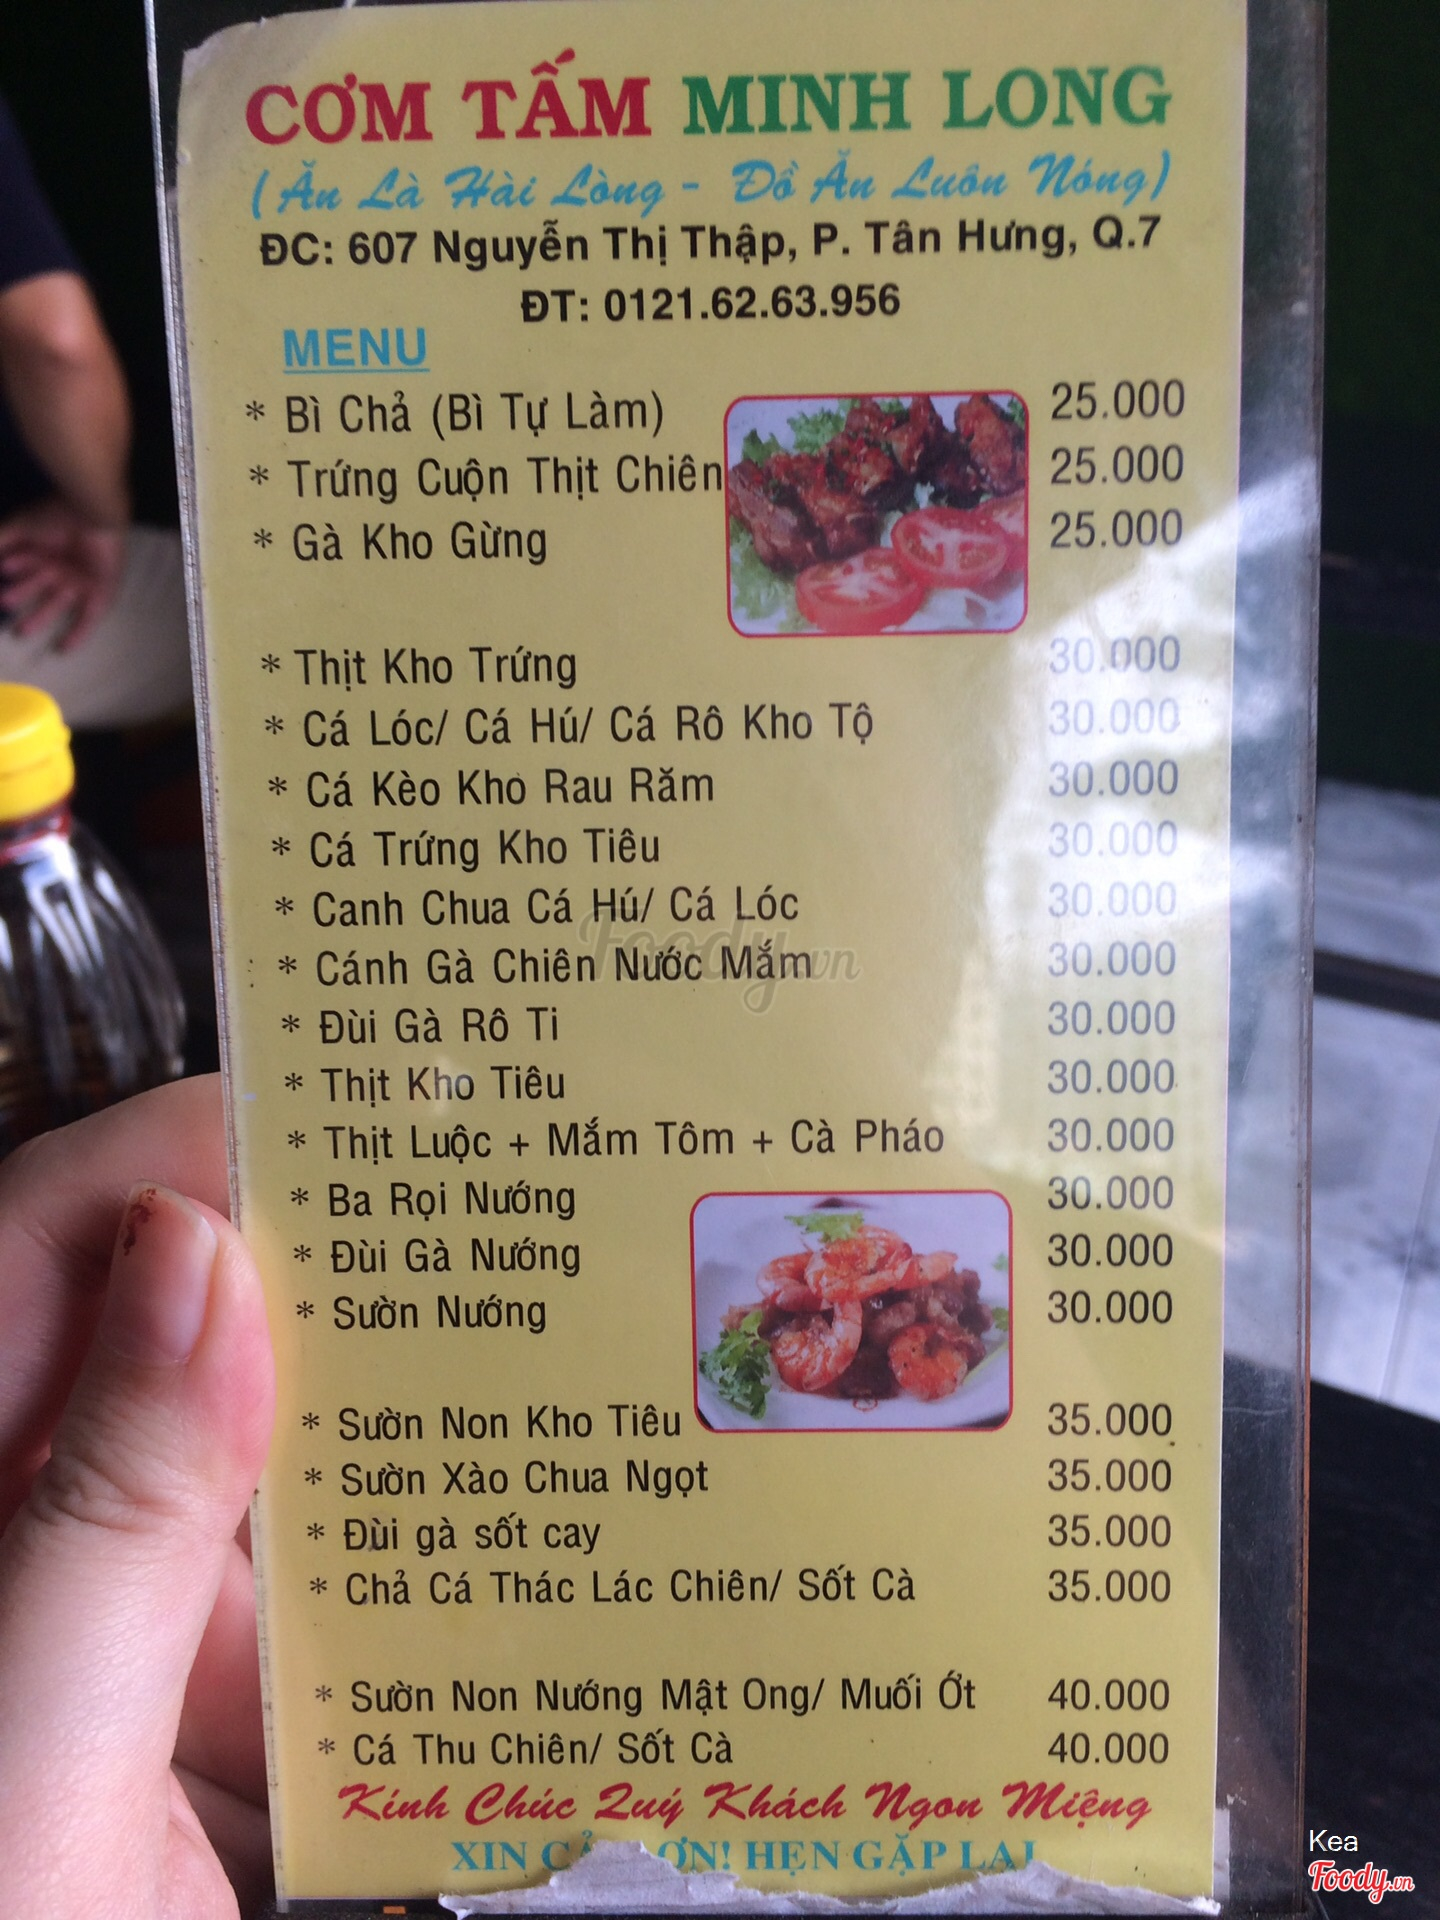 CƠM TẤM MINH LONG
(Ăn Là Hài Lòng - Đồ Ăn Luôn Nóng)
ĐC: 607 Nguyễn Thị Thập, P. Tân Hưng, Q.7
ĐT: 0121.62.63.956
MENU
* Bì Chả (Bì Tự Làm) 25.000
* Trứng Cuộn Thịt Chiên 25.000
* Gà Kho Gừng 25.000
* Thịt Kho Trứng 30.000
* Cá Lóc/ Cá Hú/ Cá Rô Kho Tộ 30.000
* Cá Kèo Kho Rau Răm 30.000
* Cá Trứng Kho Tiêu 30.000
* Canh Chua Cá Hú/ Cá Lóc 30.000
* Cánh Gà Chiên Nước Mắm 30.000
* Đùi Gà Rô Ti 30.000
* Thịt Kho Tiêu 30.000
* Thịt Luộc + Mắm Tôm + Cà Pháo 30.000
* Ba Rọi Nướng 30.000
* Đùi Gà Nướng 30.000
* Sườn Nướng 30.000
* Sườn Non Kho Tiêu 35.000
* Sườn Xào Chua Ngọt 35.000
* Đùi gà sốt cay 35.000
* Chả Cá Thác Lác Chiên/ Sốt Cà 35.000
* Sườn Non Nướng Mật Ong/ Muối Ớt 40.000
* Cá Thu Chiên/ Sốt Cà 40.000
Kính Chúc Quý Khách Ngon Miệng
XIN CẢM ƠN! HẸN GẶP LẠI
Foody.vn
Kea
Foody.vn